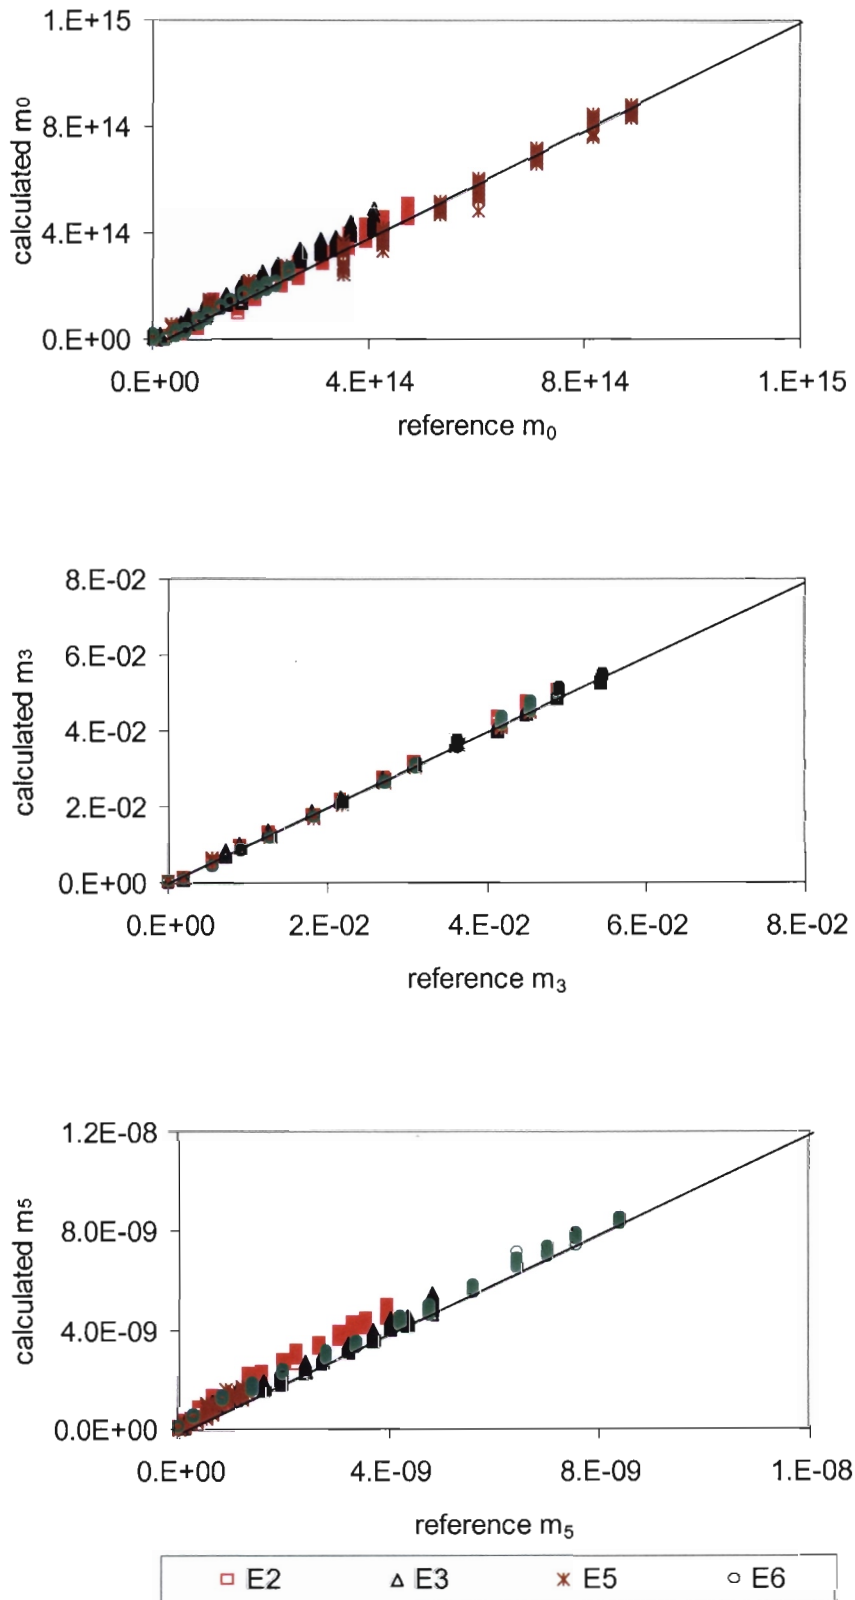 1.E+15
8.E+14
4.E+14
0.E+00
calculated m0
0.E+00 4.E+14 8.E+14 1.E+15
reference m0
8.E-02
6.E-02
4.E-02
2.E-02
0.E+00
calculated m3
0.E+00 2.E-02 4.E-02 6.E-02 8.E-02
reference m3
1.2E-08
8.0E-09
4.0E-09
0.0E+00
calculated m5
0.E+00 4.E-09 8.E-09 1.E-08
reference m5
E2 E3 E5 E6